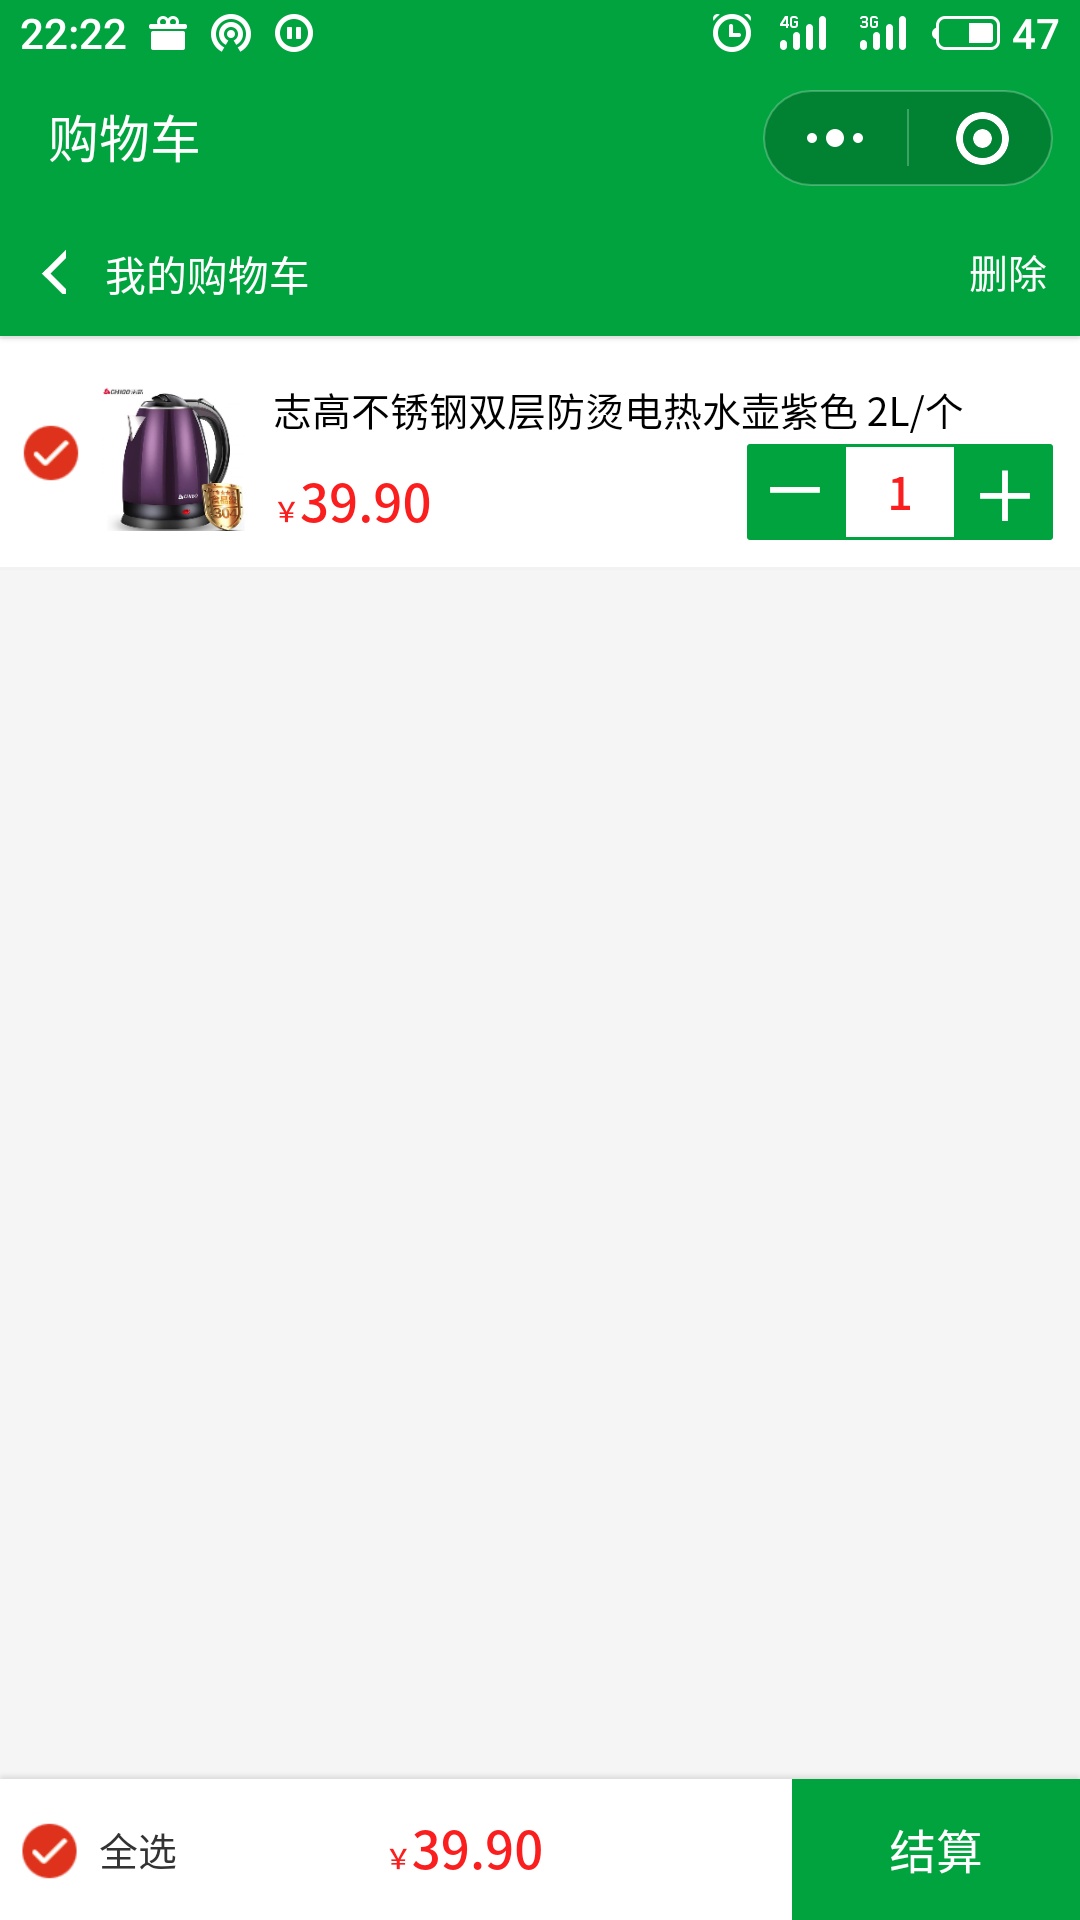 22:22 4G 3G 47
购物车
我的购物车 删除
CHIGO
志高不锈钢双层防烫电热水壶紫色 2L/个
¥39.90 1
304
全选 ¥39.90 结算